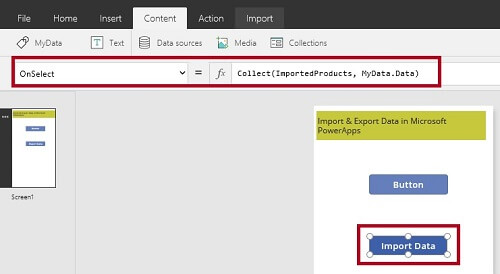 File Home Insert Content Action Import
MyData Text Data sources Media Collections
OnSelect = fx Collect(ImportedProducts, MyData.Data)
Import & Export Data in Microsoft
PowerApps
Button
Screen1
Import Data